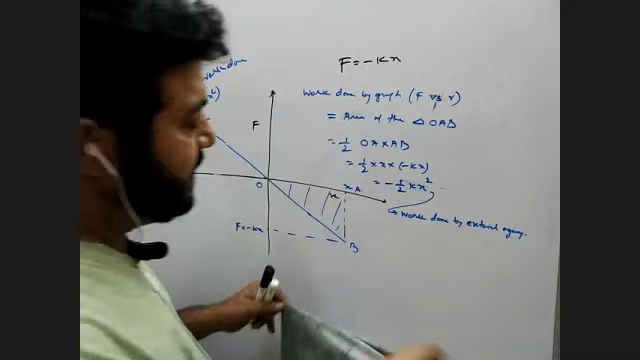 F = -Kx
work done by graph (F vs x)
= Area of the △ OAB
= 1/2 OA x AB
= 1/2 x x x (-Kx)
= -1/2 Kx²
work done by external agency.
F
O
x A
F=-Kx
B